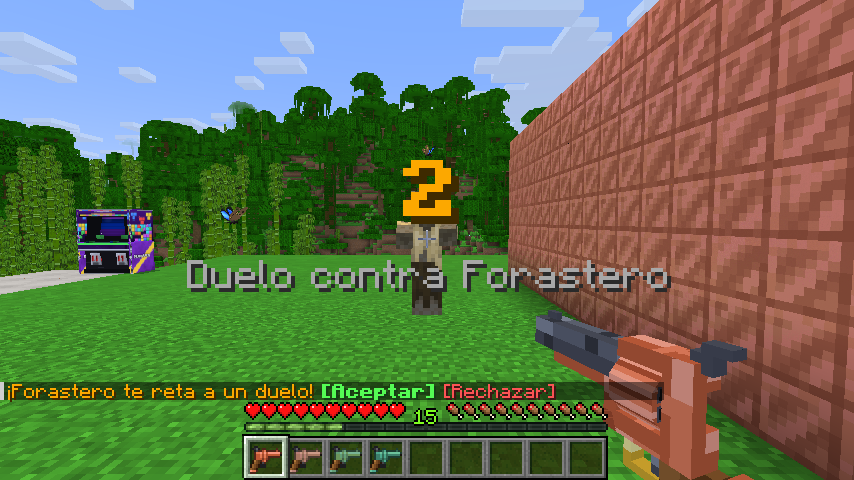 2
Duelo contra Forastero
¡Forastero te reta a un duelo! [Aceptar] [Rechazar]
15